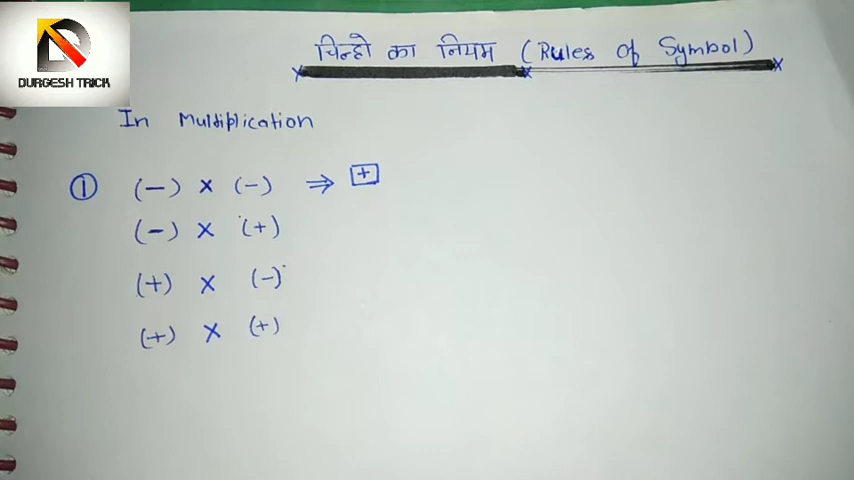 DURGESH TRICK
चिन्हो का नियम (Rules of Symbol)
In Multiplication
① (-) × (-) ⇒ +
(-) × (+)
(+) × (-)
(+) × (+)